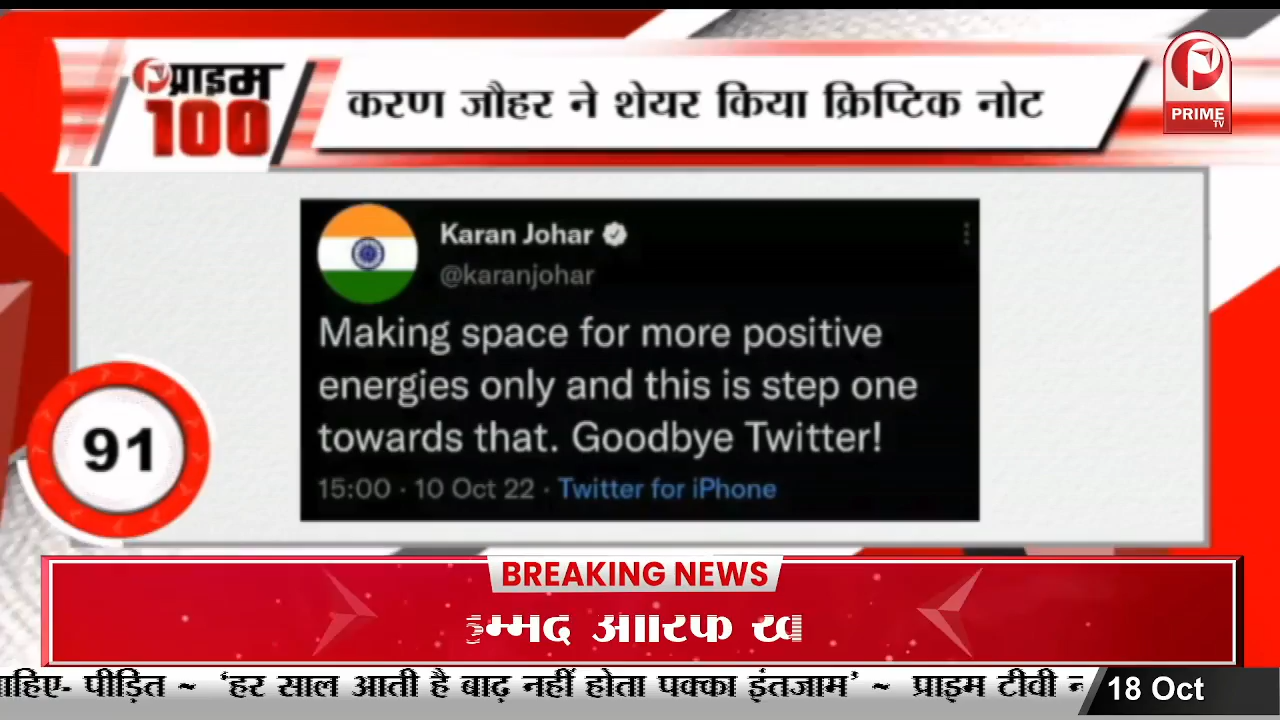 प्राइम
100
करण जौहर ने शेयर किया क्रिप्टिक नोट
PRIME
TV
Karan Johar
@karanjohar
Making space for more positive
energies only and this is step one
towards that. Goodbye Twitter!
15:00 · 10 Oct 22 · Twitter for iPhone
91
BREAKING NEWS
आरिफ
पीड़ित ~ ‘हर साल आती है बाढ़ नहीं होता पक्का इंतजाम’ ~ प्राइम टीवी
18 Oct